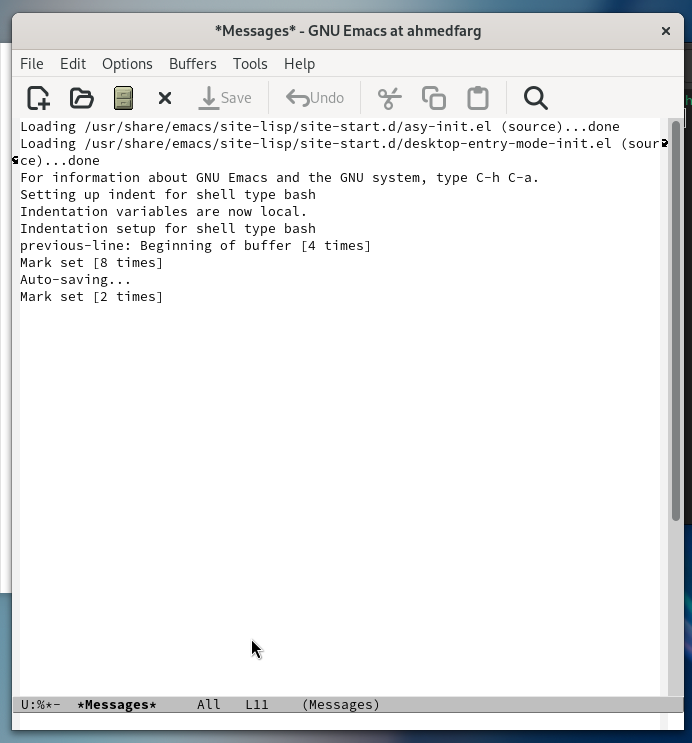 *Messages* - GNU Emacs at ahmedfarg
File Edit Options Buffers Tools Help
Save Undo
Loading /usr/share/emacs/site-lisp/site-start.d/asy-init.el (source)...done
Loading /usr/share/emacs/site-lisp/site-start.d/desktop-entry-mode-init.el (sour
ce)...done
For information about GNU Emacs and the GNU system, type C-h C-a.
Setting up indent for shell type bash
Indentation variables are now local.
Indentation setup for shell type bash
previous-line: Beginning of buffer [4 times]
Mark set [8 times]
Auto-saving...
Mark set [2 times]
U:%*- *Messages* All L11 (Messages)